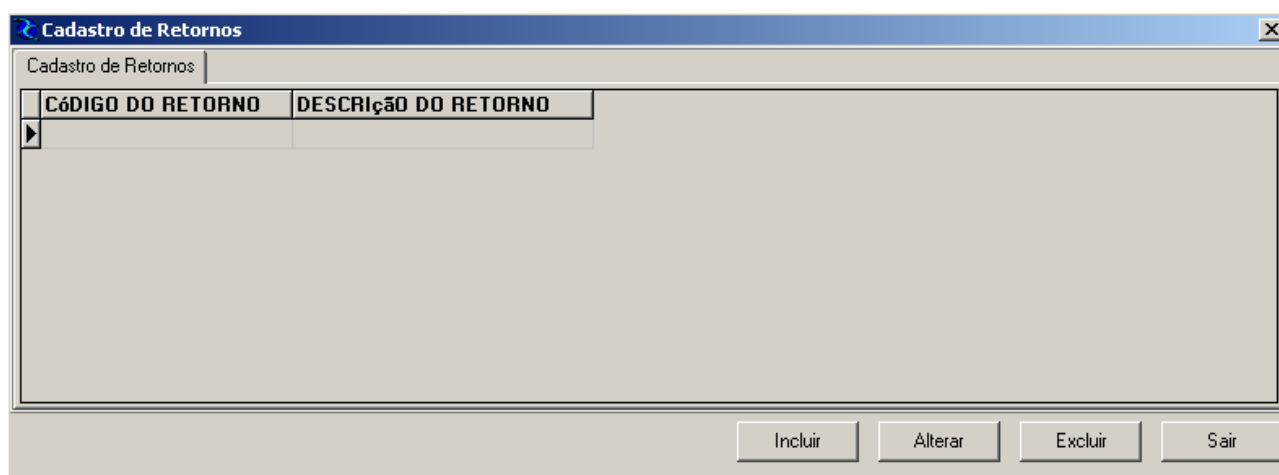 Cadastro de Retornos
Cadastro de Retornos
CóDIGO DO RETORNO DESCRIçãO DO RETORNO
Incluir Alterar Excluir Sair